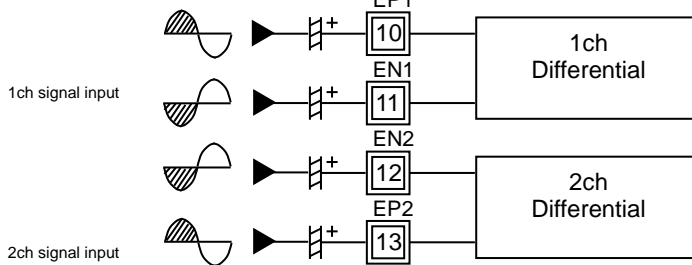 EP1
+
10
1ch
Differential
EN1
1ch signal input
+
11
EN2
+
12
2ch
Differential
EP2
+
13
2ch signal input